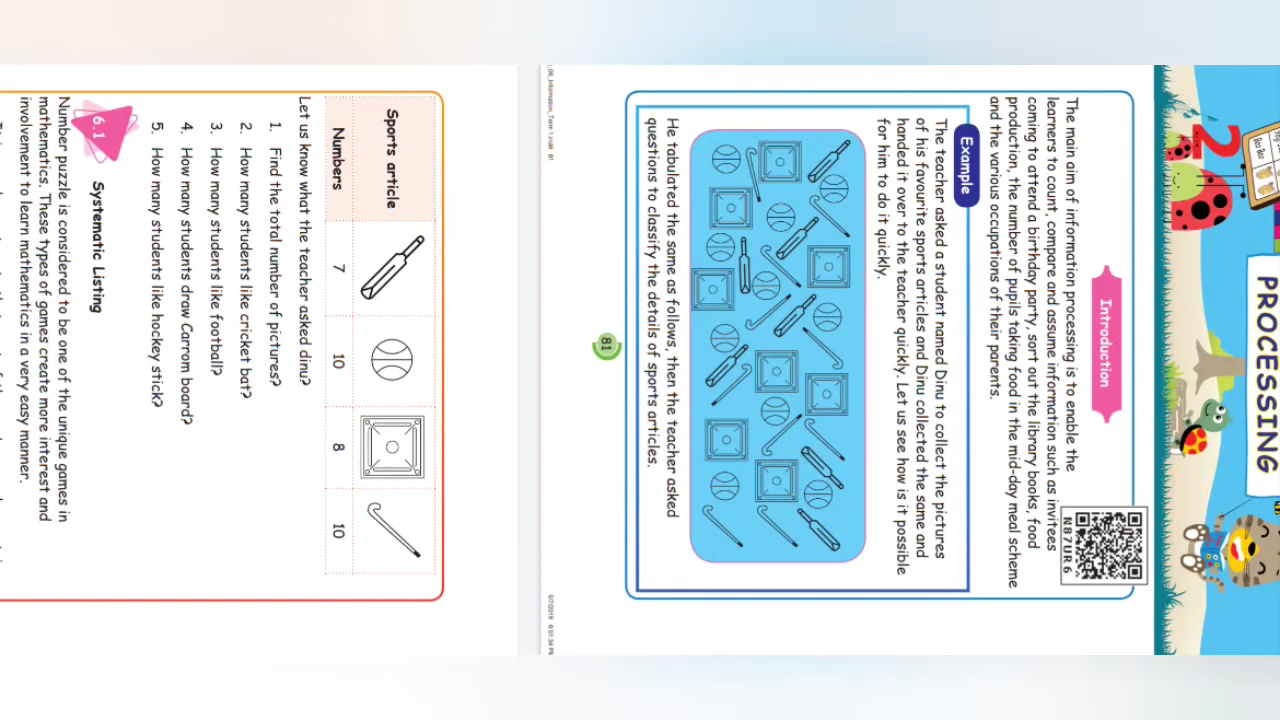 2
PROCESSING
Introduction
N87UR6
The main aim of information processing is to enable the
learners to count, compare and assume information such as invitees
coming to attend a birthday party, sort out the library books, food
production, the number of pupils taking food in the mid-day meal scheme
and the various occupations of their parents.
Example
The teacher asked a student named Dinu to collect the pictures
of his favourite sports articles and Dinu collected the same and
handed it over to the teacher quickly. Let us see how is it possible
for him to do it quickly.
He tabulated the same as follows, then the teacher asked
questions to classify the details of sports articles.
81
5/7/2019 6:51:34 PM
Sports article
Numbers 7 10 8 10
Let us know what the teacher asked dinu?
1. Find the total number of pictures?
2. How many students like cricket bat?
3. How many students like football?
4. How many students draw Carrom board?
5. How many students like hockey stick?
6.1 Systematic Listing
Number puzzle is considered to be one of the unique games in
mathematics. These types of games create more interest and
involvement to learn mathematics in a very easy manner.